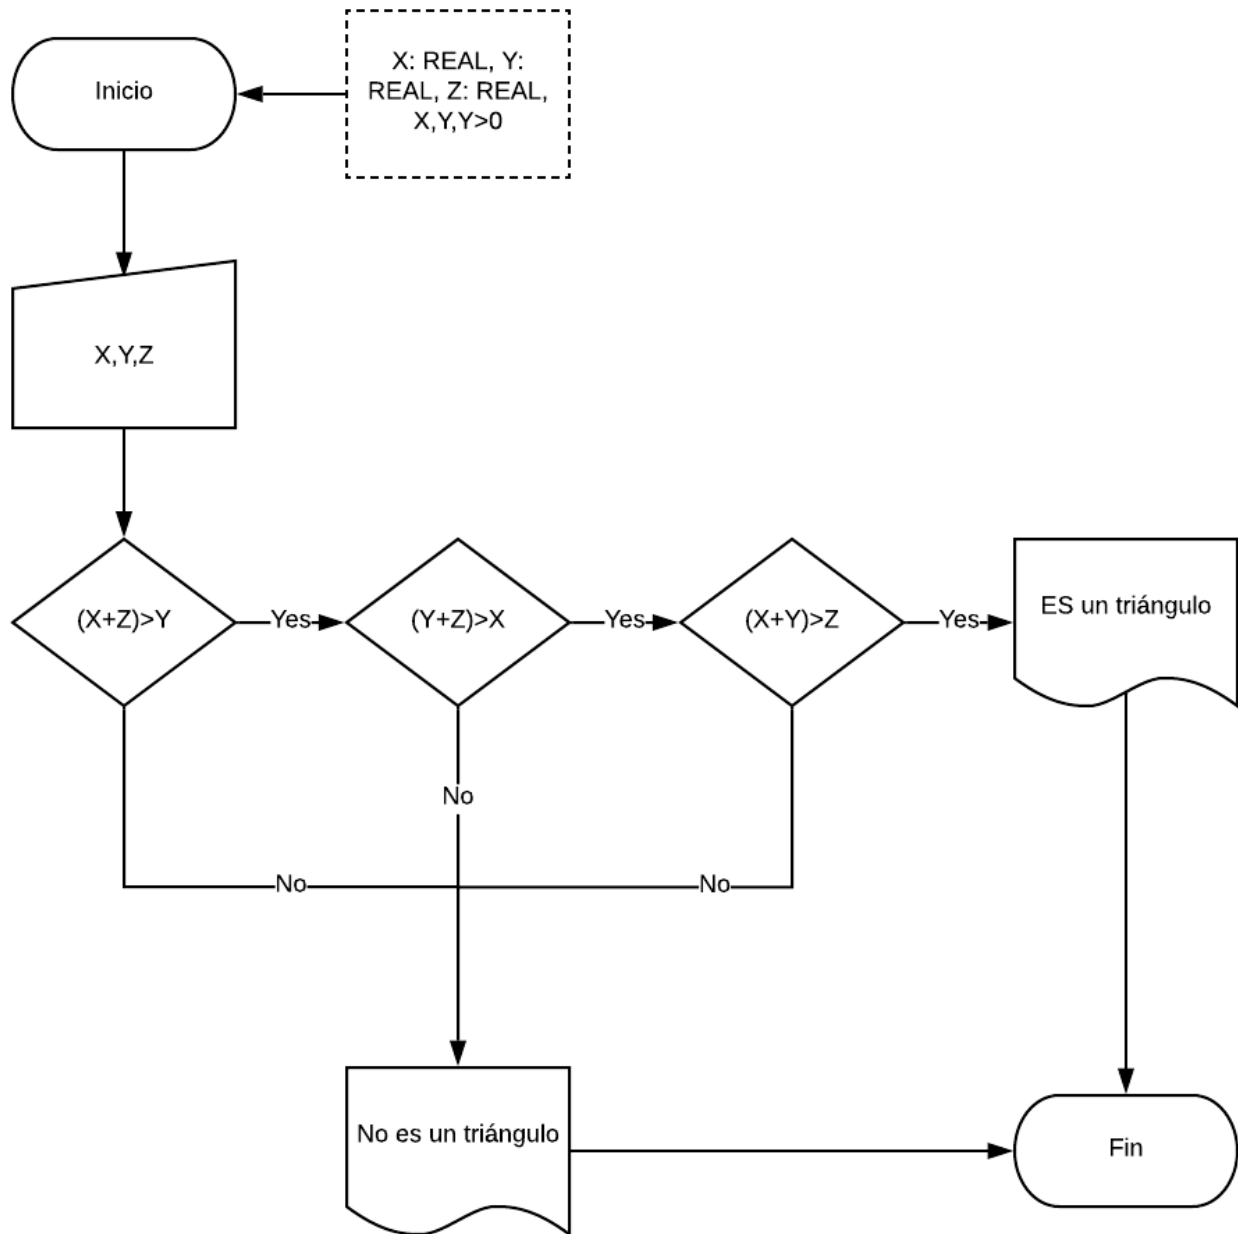 Inicio
X: REAL, Y:
REAL, Z: REAL,
X,Y,Y>0
X,Y,Z
(X+Z)>Y
Yes
(Y+Z)>X
Yes
(X+Y)>Z
Yes
ES un triángulo
No
No
No
No es un triángulo
Fin